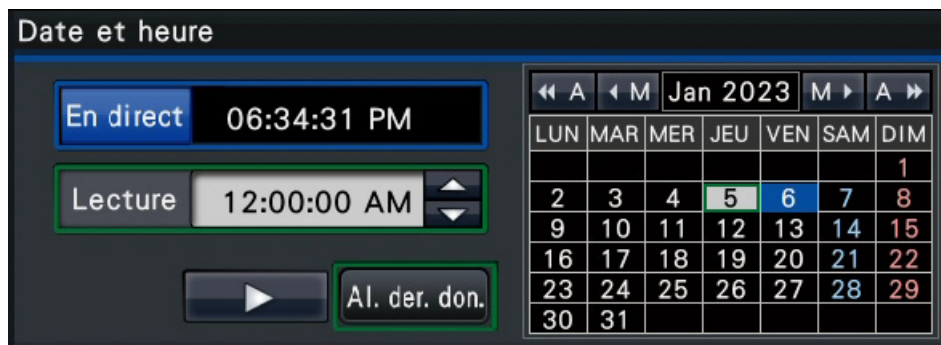 Date et heure
En direct 06:34:31 PM
Lecture 12:00:00 AM
Al. der. don.
A M Jan 2023 M A
LUN MAR MER JEU VEN SAM DIM
1
2 3 4 5 6 7 8
9 10 11 12 13 14 15
16 17 18 19 20 21 22
23 24 25 26 27 28 29
30 31